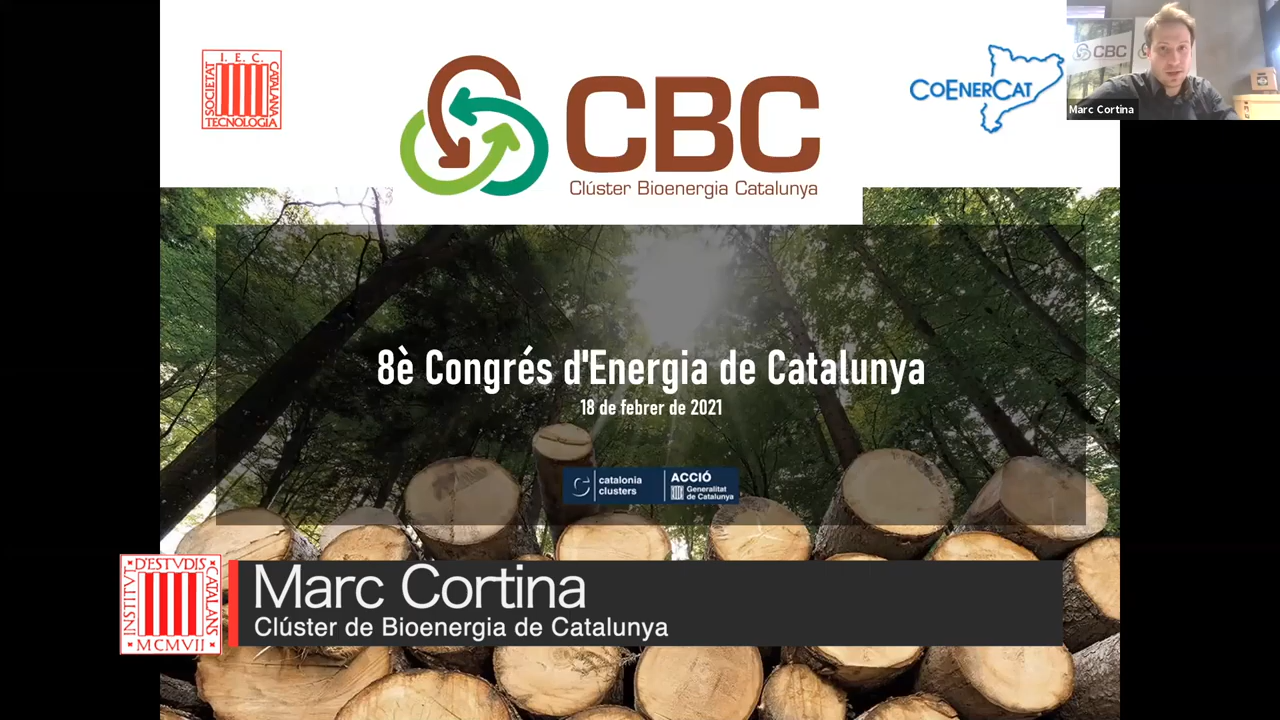 I. E. C.
SOCIETAT
CATALANA
TECNOLOGIA
CBC
Clúster Bioenergia Catalunya
COENERCAT
CBC
Marc Cortina
8è Congrés d'Energia de Catalunya
18 de febrer de 2021
catalonia
clusters
ACCIÓ
Generalitat
de Catalunya
INSTITVT
D'ESTVDIS
CATALANS
MCMVII
Marc Cortina
Clúster de Bioenergia de Catalunya